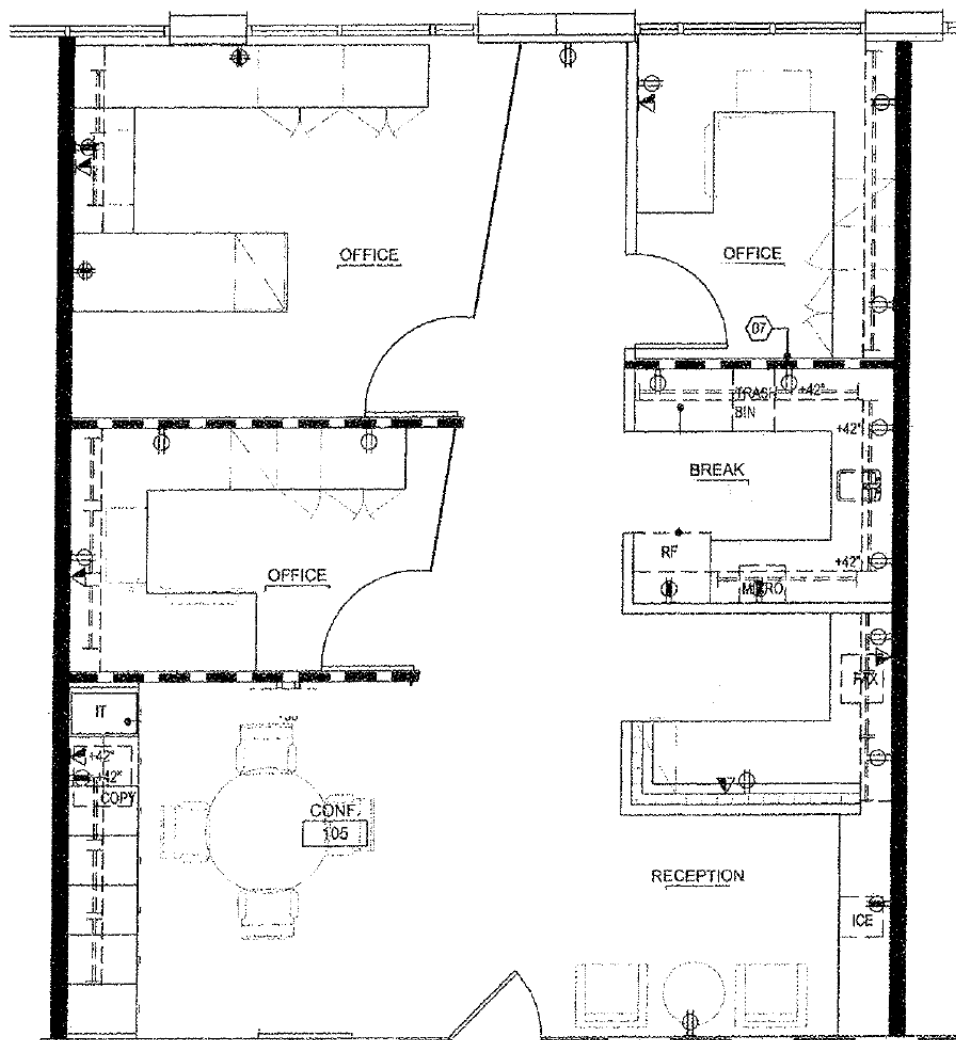 OFFICE
OFFICE
07
TRASH
BIN
+42"
+42"
BREAK
RF
+42"
MICRO
OFFICE
FAX
IT
+42"
+42"
COPY
CONF.
105
RECEPTION
ICE